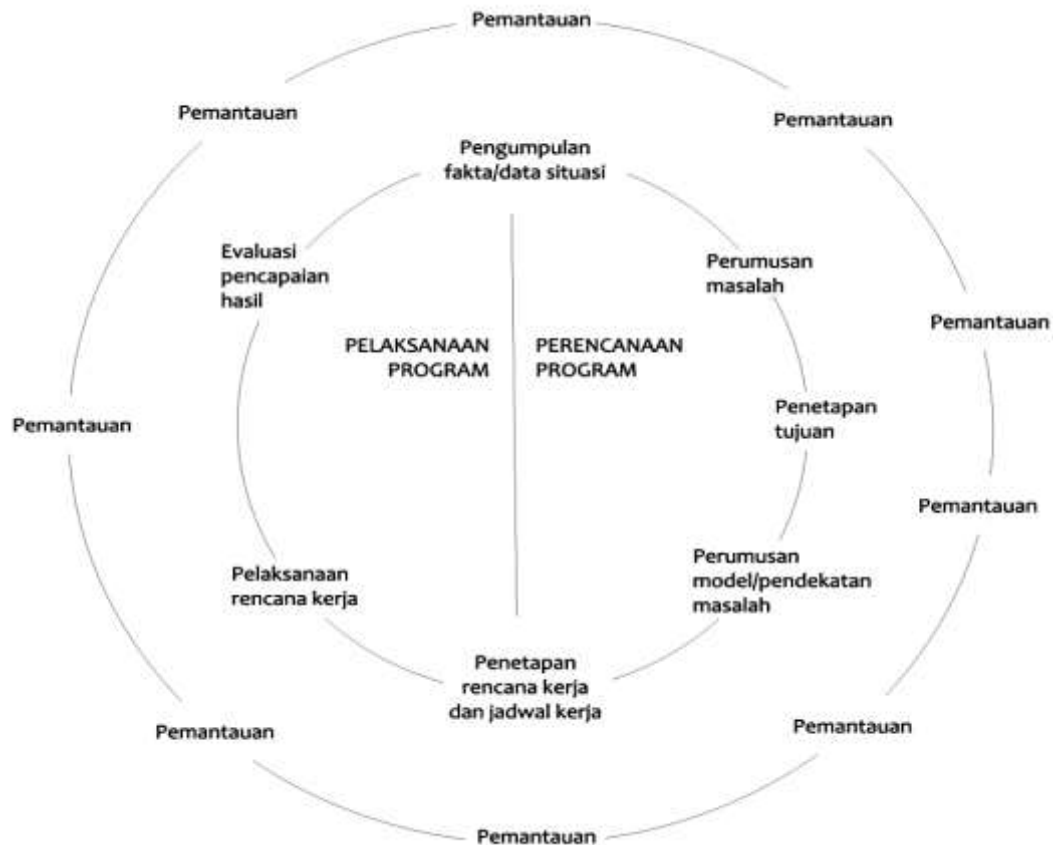 Pemantauan
Pemantauan
Pemantauan
Pengumpulan
fakta/data situasi
Evaluasi
pencapaian
hasil
Perumusan
masalah
Pemantauan
PELAKSANAAN
PROGRAM
PERENCANAAN
PROGRAM
Pemantauan
Penetapan
tujuan
Pemantauan
Pelaksanaan
rencana kerja
Perumusan
model/pendekatan
masalah
Penetapan
rencana kerja
dan jadwal kerja
Pemantauan
Pemantauan
Pemantauan